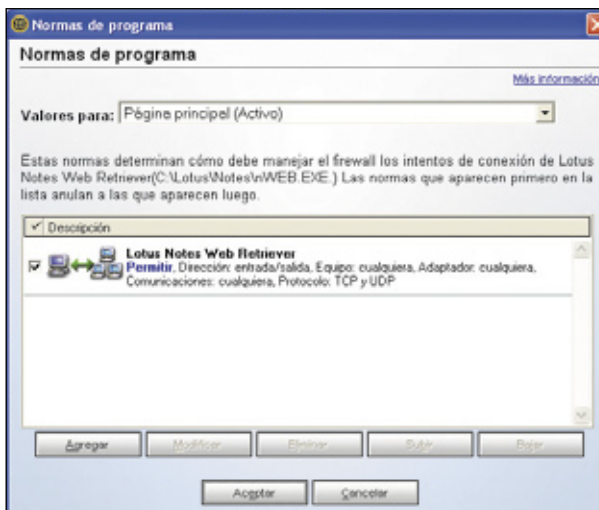 Normas de programa
Normas de programa
Más información
Valores para: Página principal (Activo)
Estas normas determinan cómo debe manejar el firewall los intentos de conexión de Lotus
Notes Web Retriever(C:\Lotus\Notes\nWEB.EXE.) Las normas que aparecen primero en la
lista anulan a las que aparecen luego.
Descripción
Lotus Notes Web Retriever
Permitir, Dirección: entrada/salida, Equipo: cualquiera, Adaptador: cualquiera,
Comunicaciones: cualquiera, Protocolo: TCP y UDP
Agregar Modificar Eliminar Subir Bajar
Aceptar Cancelar